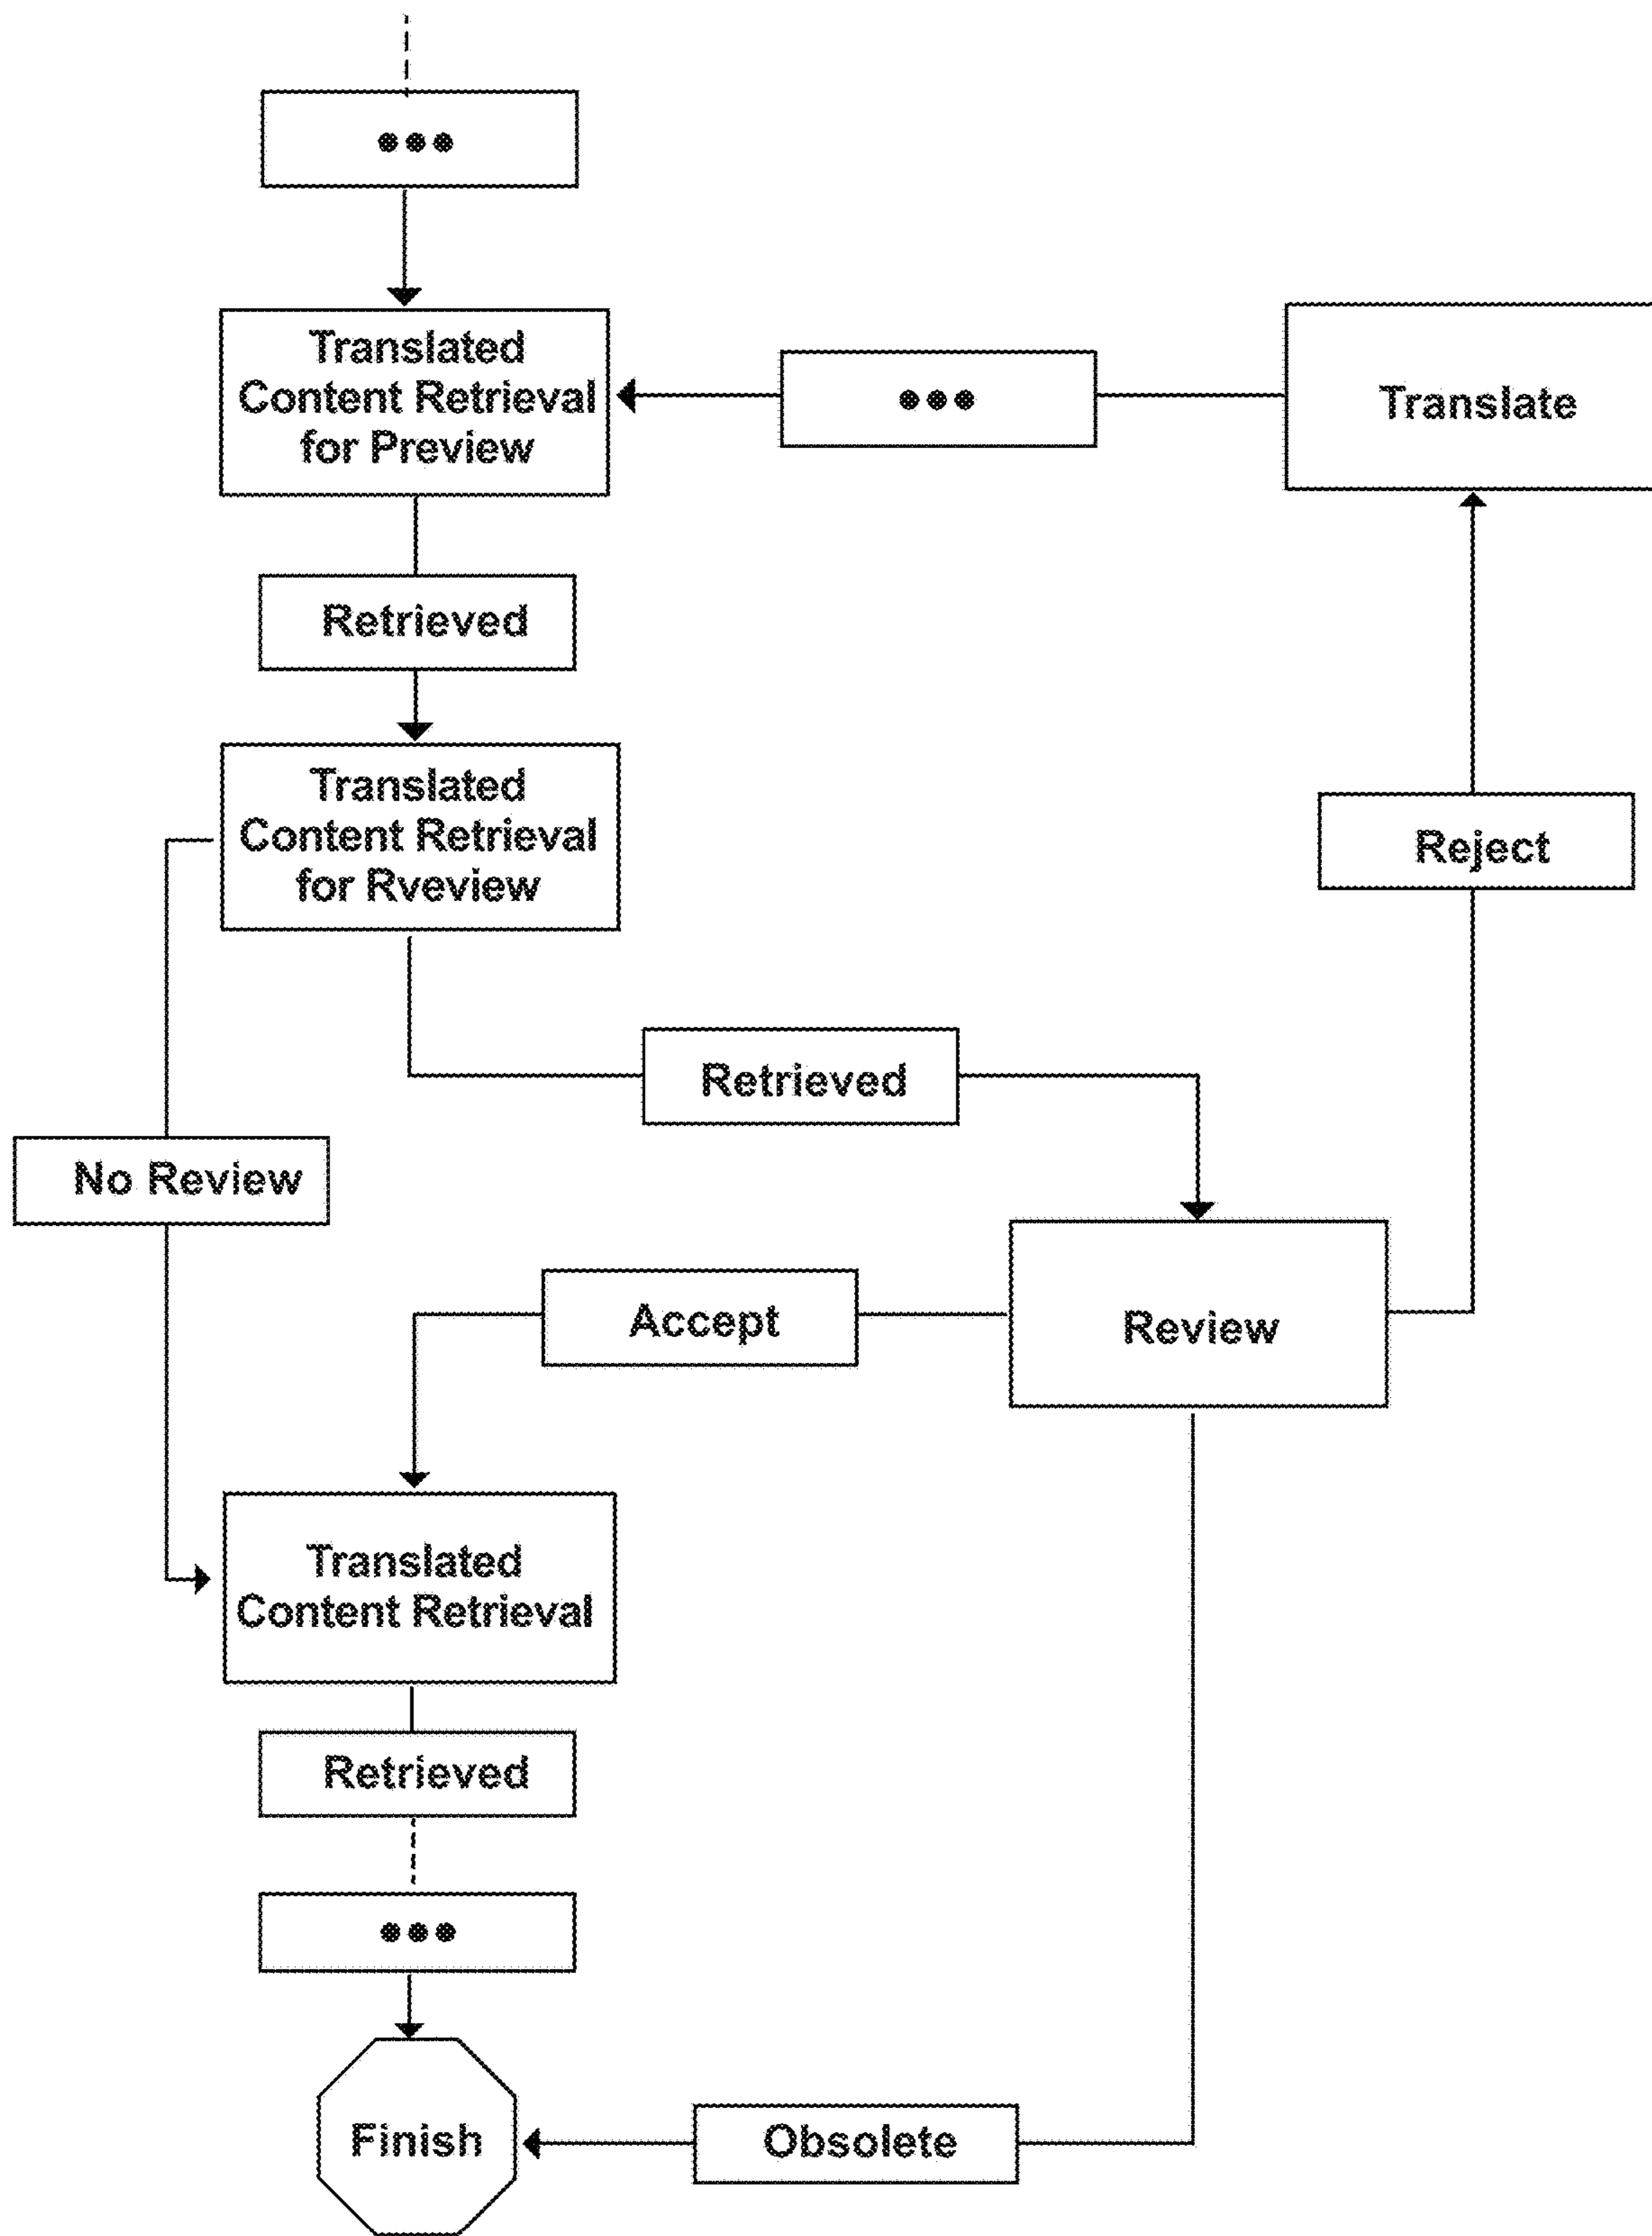 •••
Translated
Content Retrieval
for Preview
•••
Translate
Retrieved
Translated
Content Retrieval
for Rveview
Reject
Retrieved
No Review
Accept
Review
Translated
Content Retrieval
Retrieved
•••
Finish
Obsolete